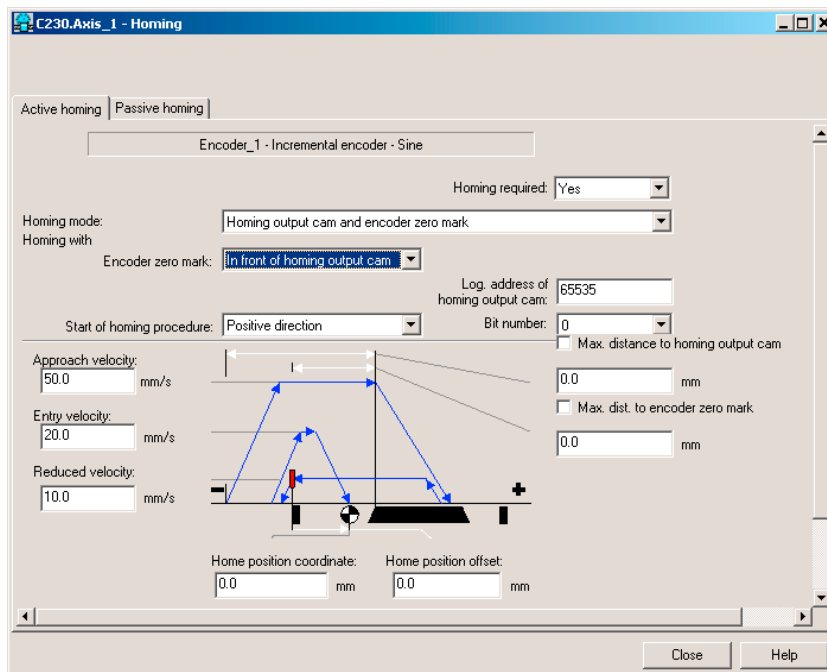 C230.Axis_1 - Homing
Active homing
Passive homing
Encoder_1 - Incremental encoder - Sine
Homing required: Yes
Homing mode: Homing output cam and encoder zero mark
Homing with
Encoder zero mark: In front of homing output cam
Log. address of
homing output cam: 65535
Start of homing procedure: Positive direction
Bit number: 0
Max. distance to homing output cam
0.0 mm
Max. dist. to encoder zero mark
0.0 mm
Approach velocity:
50.0 mm/s
Entry velocity:
20.0 mm/s
Reduced velocity:
10.0 mm/s
- +
Home position coordinate:
0.0 mm
Home position offset:
0.0 mm
Close
Help